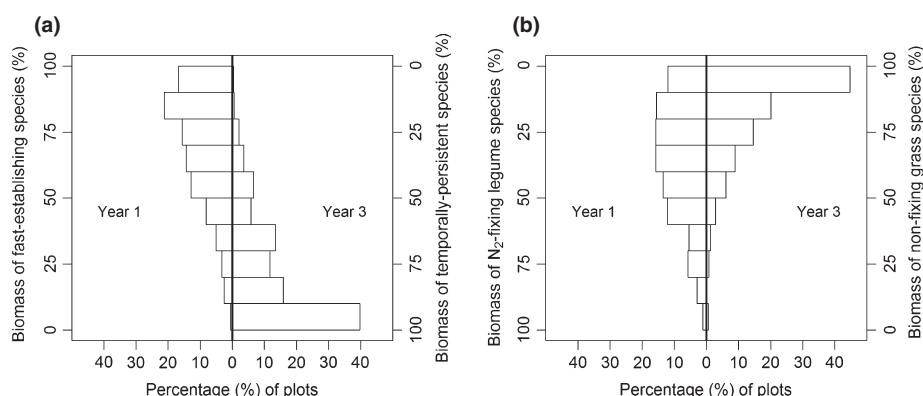 (a)
Biomass of fast-establishing species (%)
100
75
50
25
0
Year 1
Year 3
0
25
50
75
100
Biomass of temporally-persistent species (%)
40 30 20 10 0 10 20 30 40
Percentage (%) of plots
(b)
Biomass of N₂-fixing legume species (%)
0
25
50
75
100
Year 1
Year 3
100
75
50
25
0
Biomass of non-fixing grass species (%)
40 30 20 10 0 10 20 30 40
Percentage (%) of plots